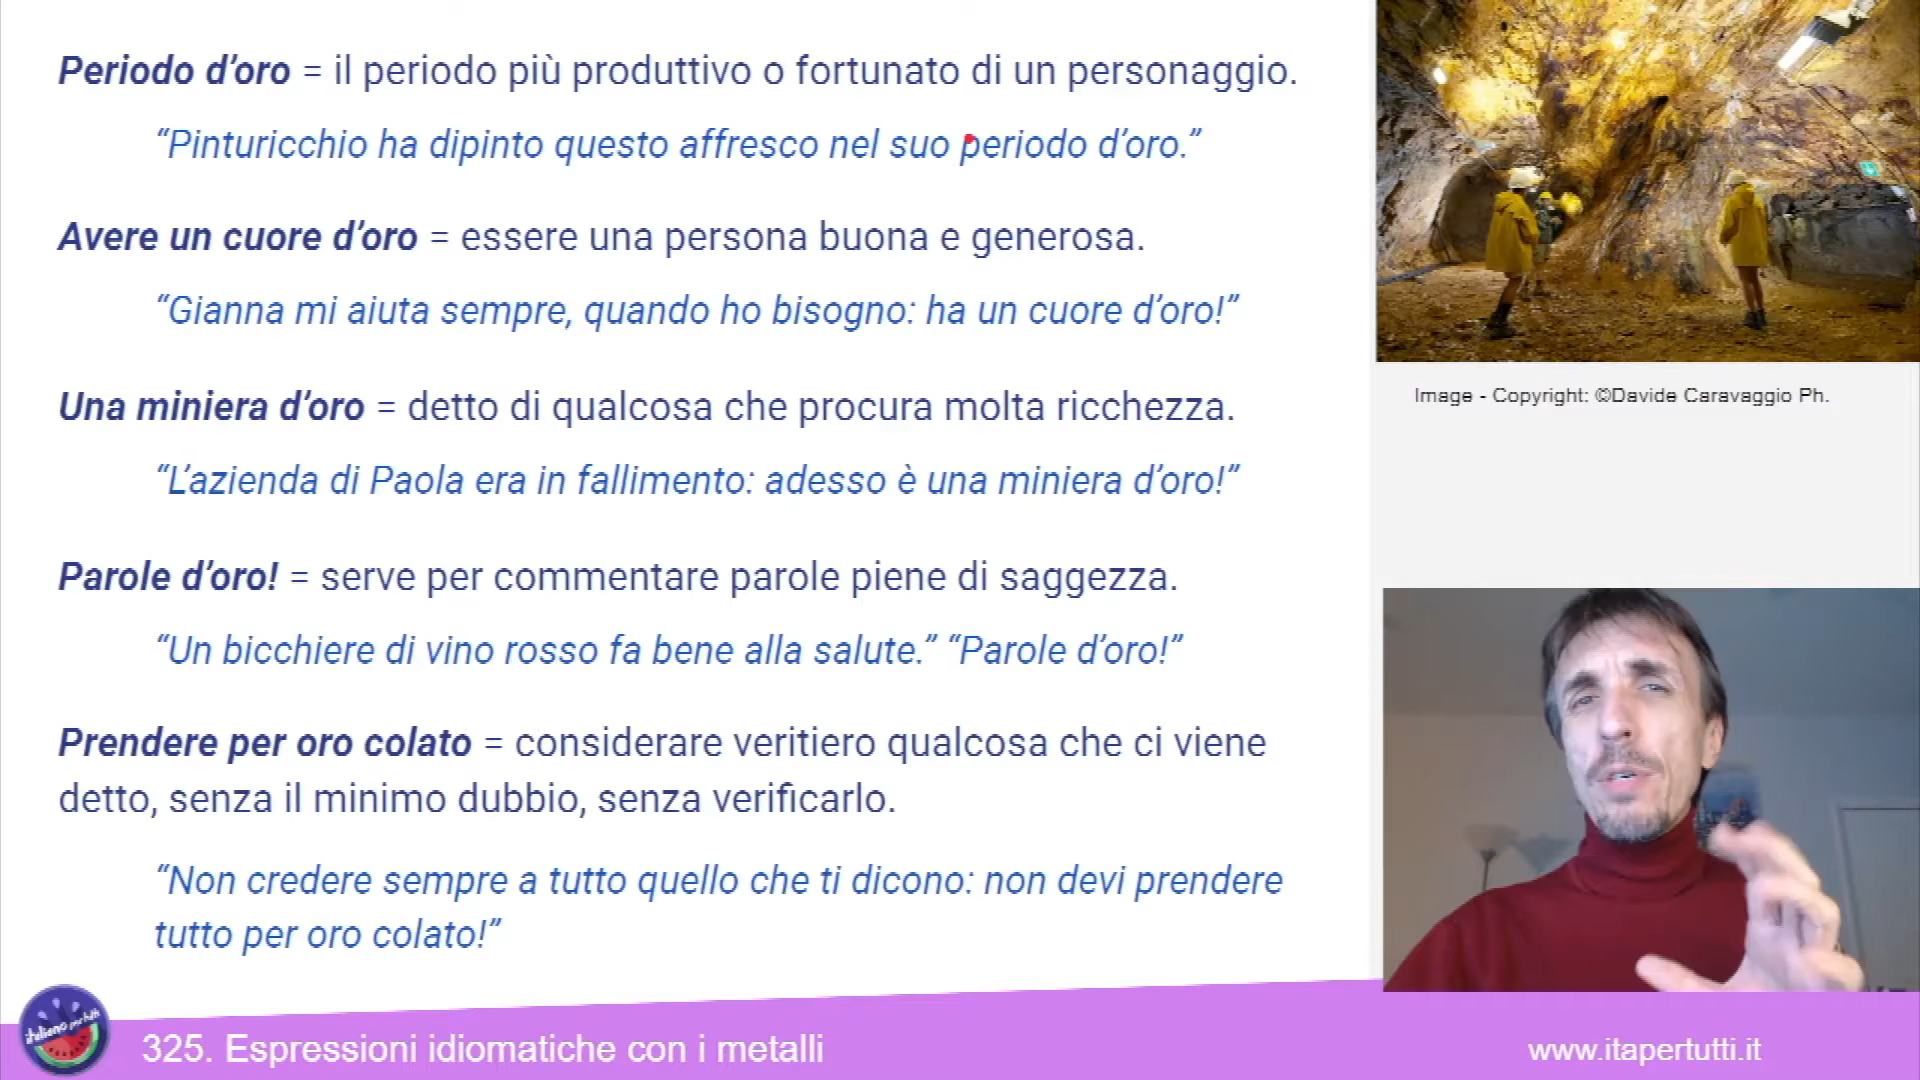 Periodo d’oro = il periodo più produttivo o fortunato di un personaggio.
“Pinturicchio ha dipinto questo affresco nel suo periodo d’oro.”
Avere un cuore d’oro = essere una persona buona e generosa.
“Gianna mi aiuta sempre, quando ho bisogno: ha un cuore d’oro!”
Una miniera d’oro = detto di qualcosa che procura molta ricchezza.
“L’azienda di Paola era in fallimento: adesso è una miniera d’oro!”
Parole d’oro! = serve per commentare parole piene di saggezza.
“Un bicchiere di vino rosso fa bene alla salute.” “Parole d’oro!”
Prendere per oro colato = considerare veritiero qualcosa che ci viene
detto, senza il minimo dubbio, senza verificarlo.
“Non credere sempre a tutto quello che ti dicono: non devi prendere
tutto per oro colato!”
Image - Copyright: ©Davide Caravaggio Ph.
italiano per tutti
325. Espressioni idiomatiche con i metalli
www.itapertutti.it